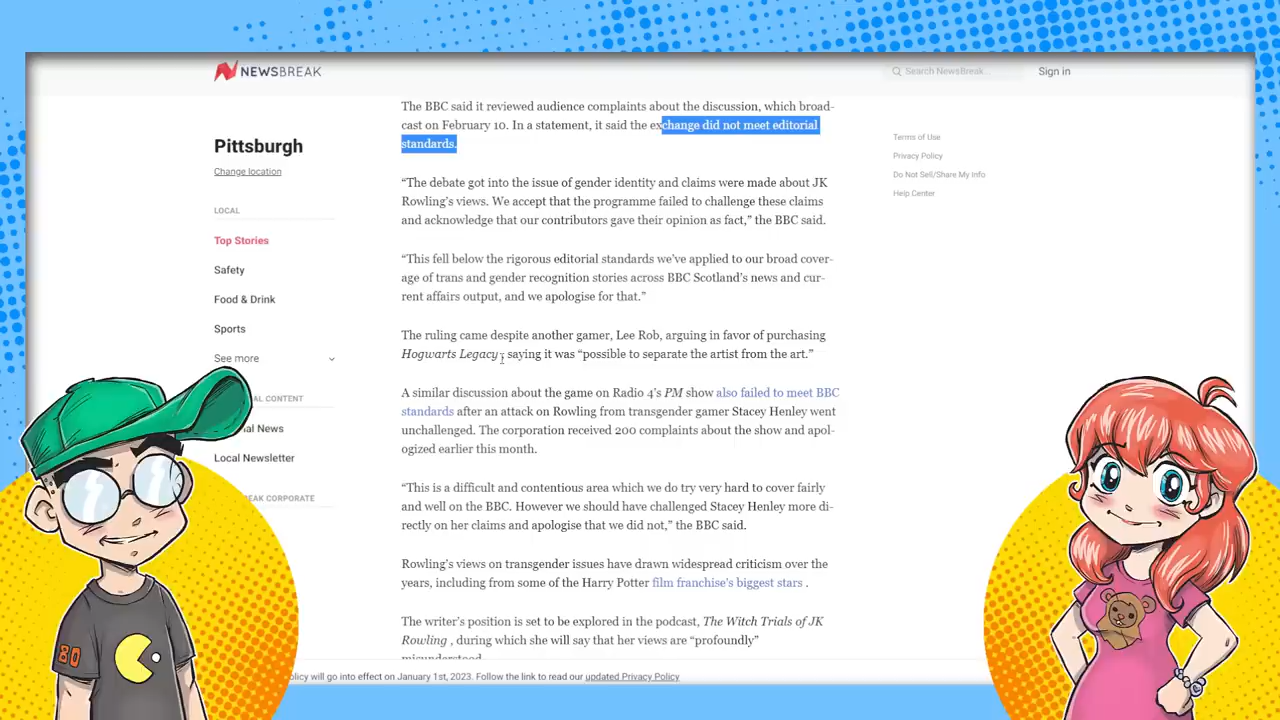 NEWSBREAK
Search NewsBreak.
Sign in
Pittsburgh
Change location
LOCAL
Top Stories
Safety
Food & Drink
Sports
See more
AL CONTENT
al News
Local Newsletter
EAK CORPORATE
The BBC said it reviewed audience complaints about the discussion, which broad-
cast on February 10. In a statement, it said the exchange did not meet editorial
standards.
“The debate got into the issue of gender identity and claims were made about JK
Rowling’s views. We accept that the programme failed to challenge these claims
and acknowledge that our contributors gave their opinion as fact,” the BBC said.
“This fell below the rigorous editorial standards we’ve applied to our broad cover-
age of trans and gender recognition stories across BBC Scotland’s news and cur-
rent affairs output, and we apologise for that.”
The ruling came despite another gamer, Lee Rob, arguing in favor of purchasing
Hogwarts Legacy, saying it was “possible to separate the artist from the art.”
A similar discussion about the game on Radio 4’s PM show also failed to meet BBC
standards after an attack on Rowling from transgender gamer Stacey Henley went
unchallenged. The corporation received 200 complaints about the show and apol-
ogized earlier this month.
“This is a difficult and contentious area which we do try very hard to cover fairly
and well on the BBC. However we should have challenged Stacey Henley more di-
rectly on her claims and apologise that we did not,” the BBC said.
Rowling’s views on transgender issues have drawn widespread criticism over the
years, including from some of the Harry Potter film franchise’s biggest stars .
The writer’s position is set to be explored in the podcast, The Witch Trials of JK
Rowling , during which she will say that her views are “profoundly”
misunderstood.
Terms of Use
Privacy Policy
Do Not Sell/Share My Info
Help Center
olicy will go into effect on January 1st, 2023. Follow the link to read our updated Privacy Policy
80